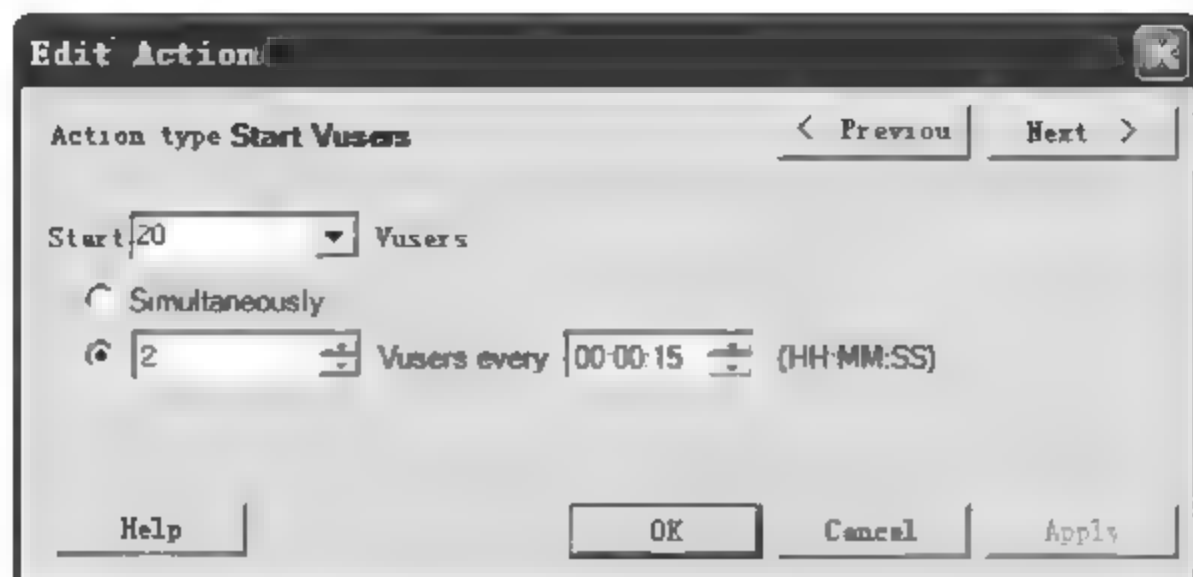 Edit Action
Action type Start Vusers
< Previou Next >
Start 20 Vusers
Simultaneously
2 Vusers every 00:00:15 (HH:MM:SS)
Help OK Cancel Apply